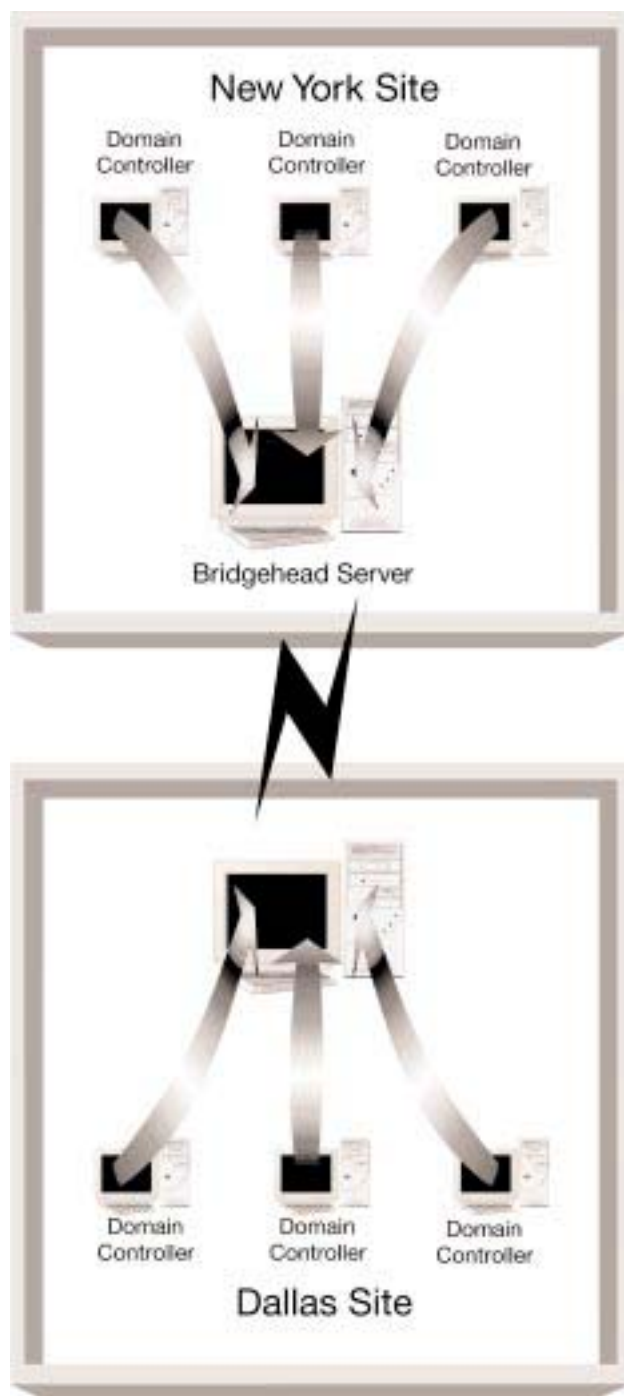 New York Site
Domain
Controller
Domain
Controller
Domain
Controller
Bridgehead Server
Domain
Controller
Domain
Controller
Domain
Controller
Dallas Site